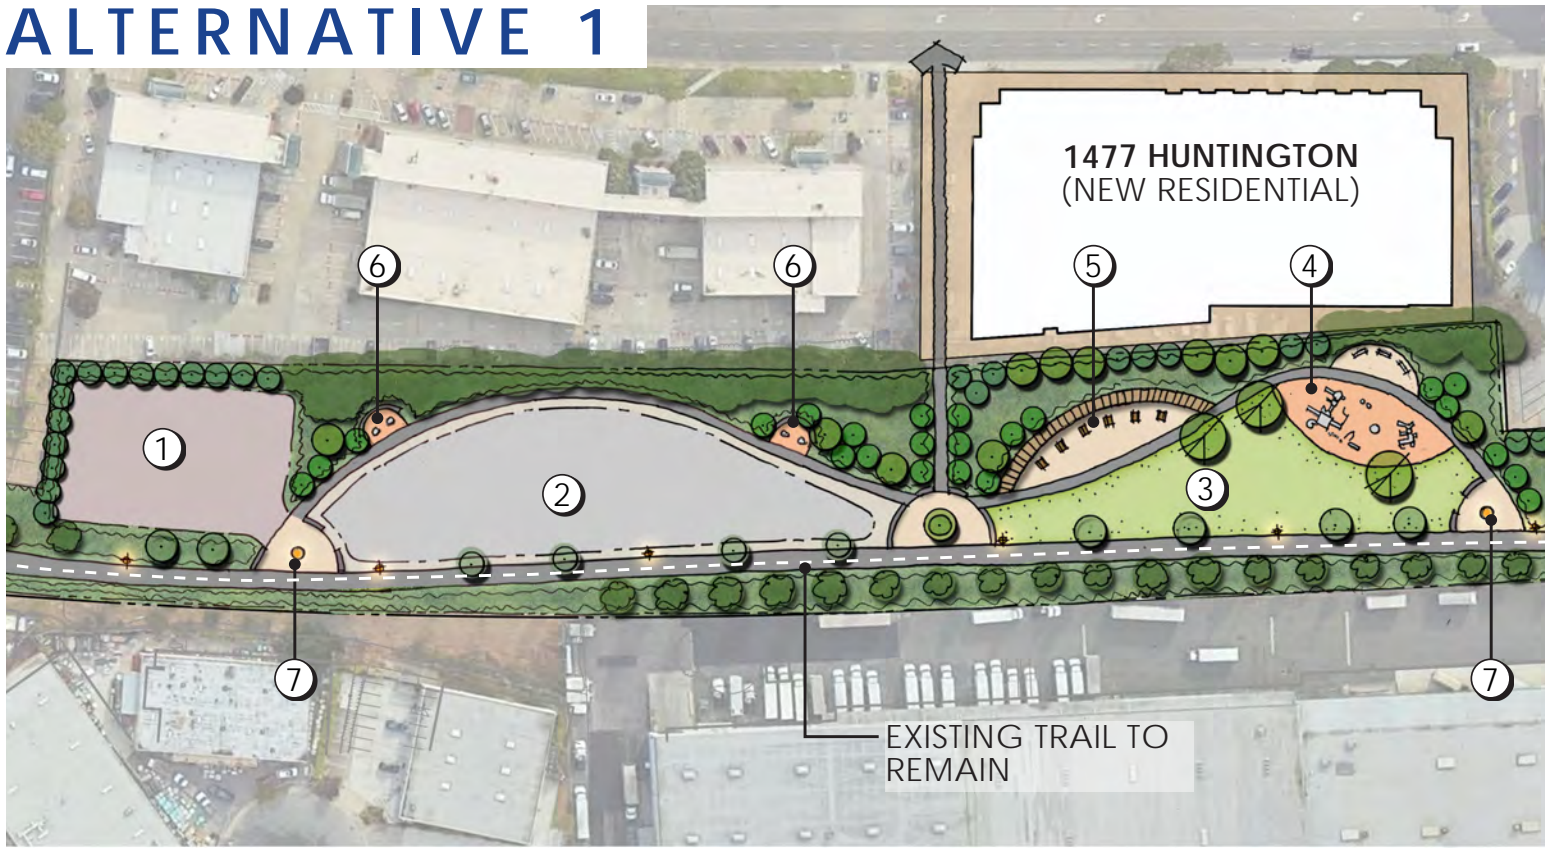 ALTERNATIVE 1
1477 HUNTINGTON
(NEW RESIDENTIAL)
6
6
5
4
1
2
3
7
7
EXISTING TRAIL TO
REMAIN